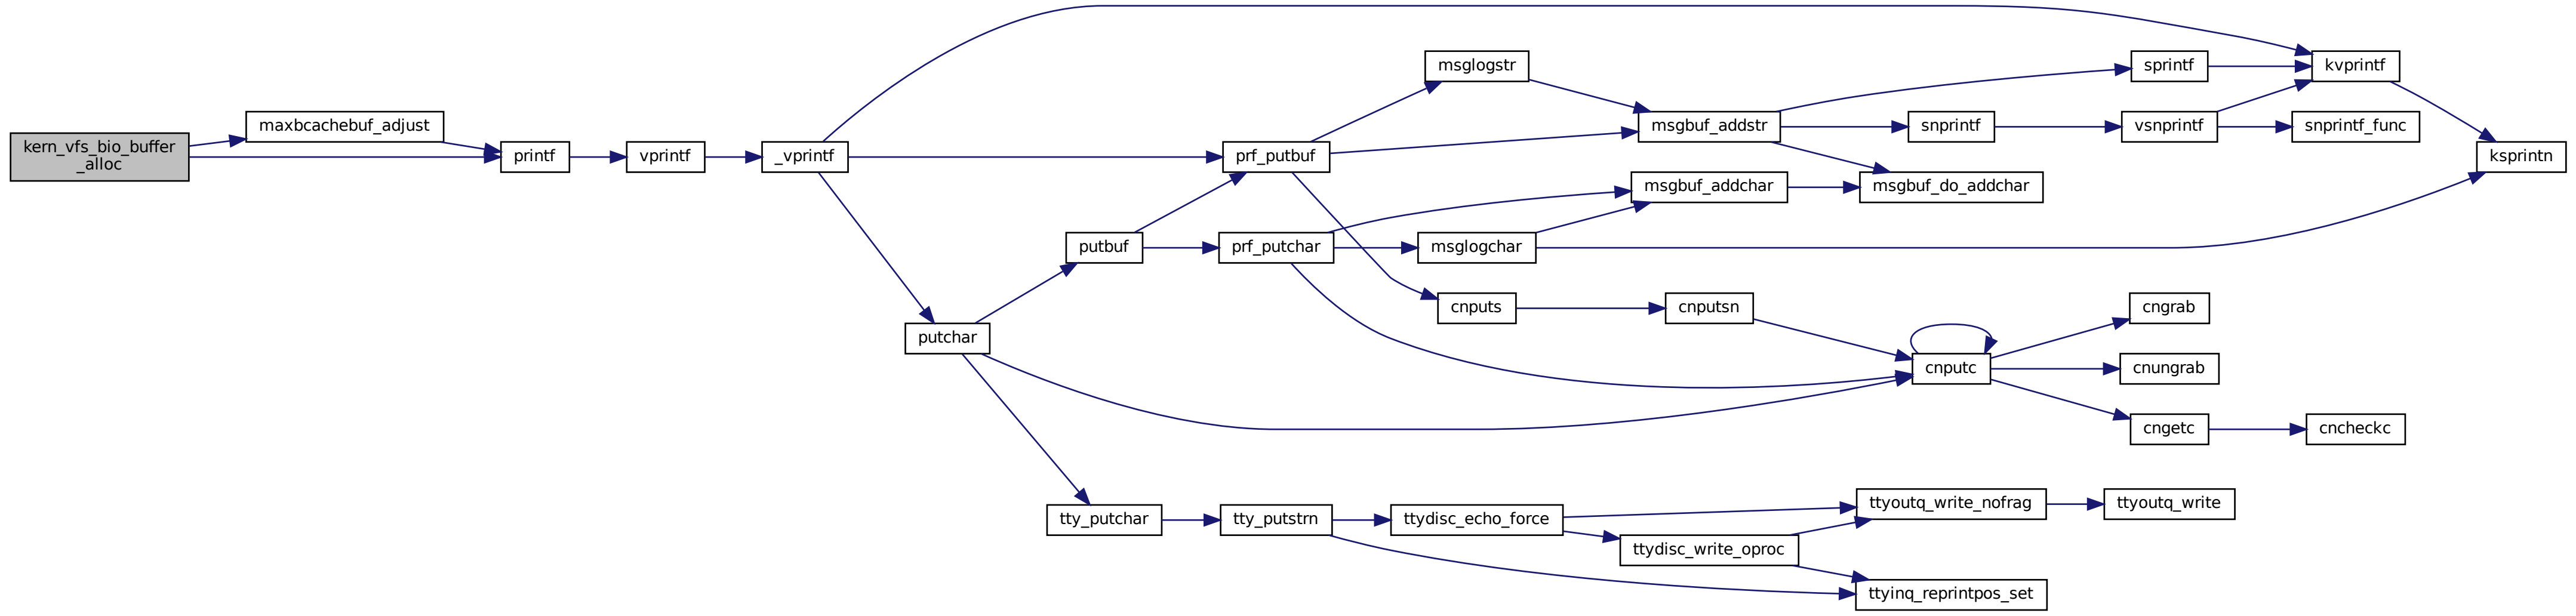 kern_vfs_bio_buffer
_alloc
maxbcachebuf_adjust
printf
vprintf
_vprintf
putchar
putbuf
tty_putchar
prf_putbuf
prf_putchar
tty_putstrn
msglogstr
msglogchar
cnputs
ttydisc_echo_force
msgbuf_addstr
msgbuf_addchar
cnputsn
ttydisc_write_oproc
snprintf
msgbuf_do_addchar
cnputc
ttyoutq_write_nofrag
ttyinq_reprintpos_set
sprintf
vsnprintf
cngrab
cnungrab
cngetc
ttyoutq_write
kvprintf
snprintf_func
cncheckc
ksprintn